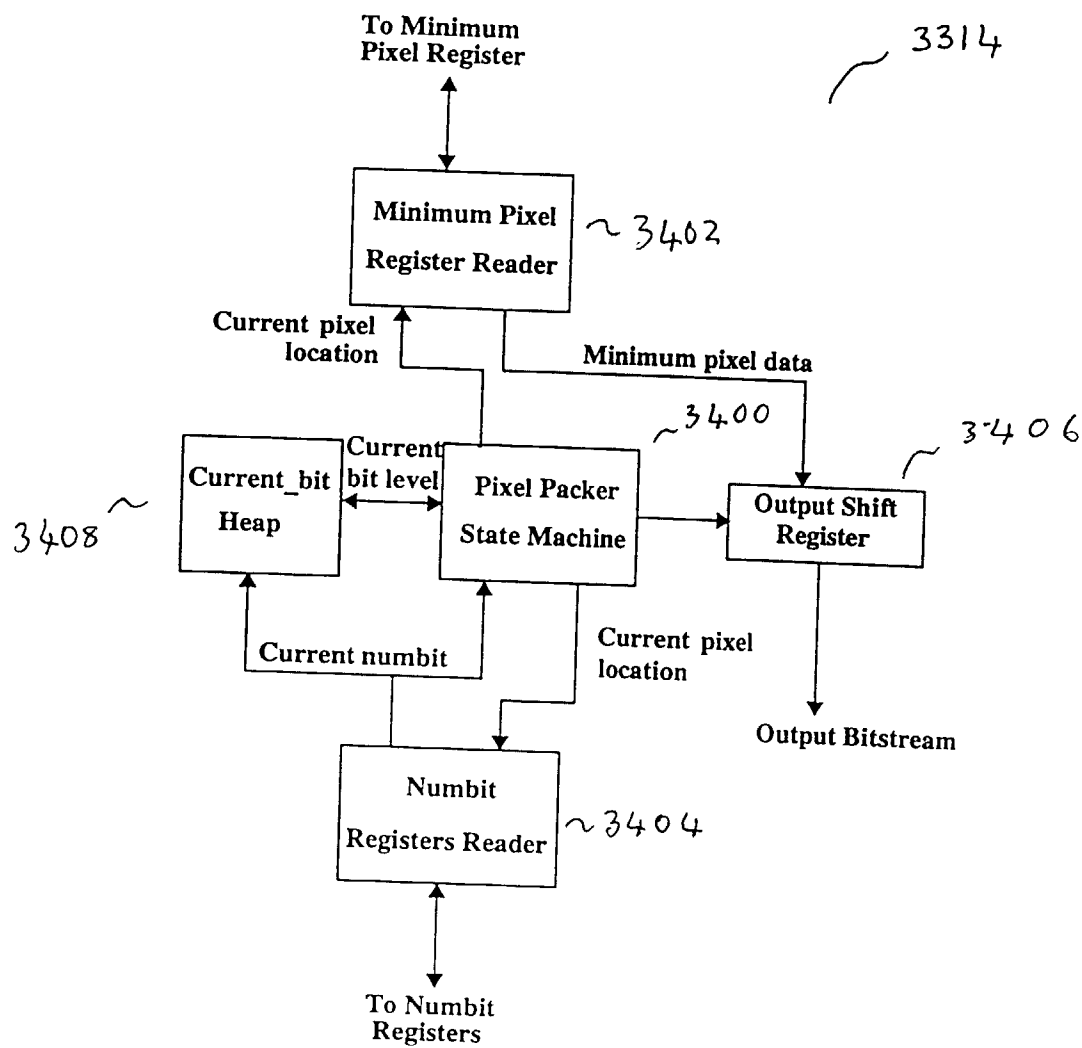 To Minimum
Pixel Register
3314
Minimum Pixel
Register Reader
3402
Current pixel
location
Minimum pixel data
3400
3406
Current
bit level
Current_bit
Heap
Pixel Packer
State Machine
Output Shift
Register
3408
Current numbit
Current pixel
location
Output Bitstream
Numbit
Registers Reader
3404
To Numbit
Registers